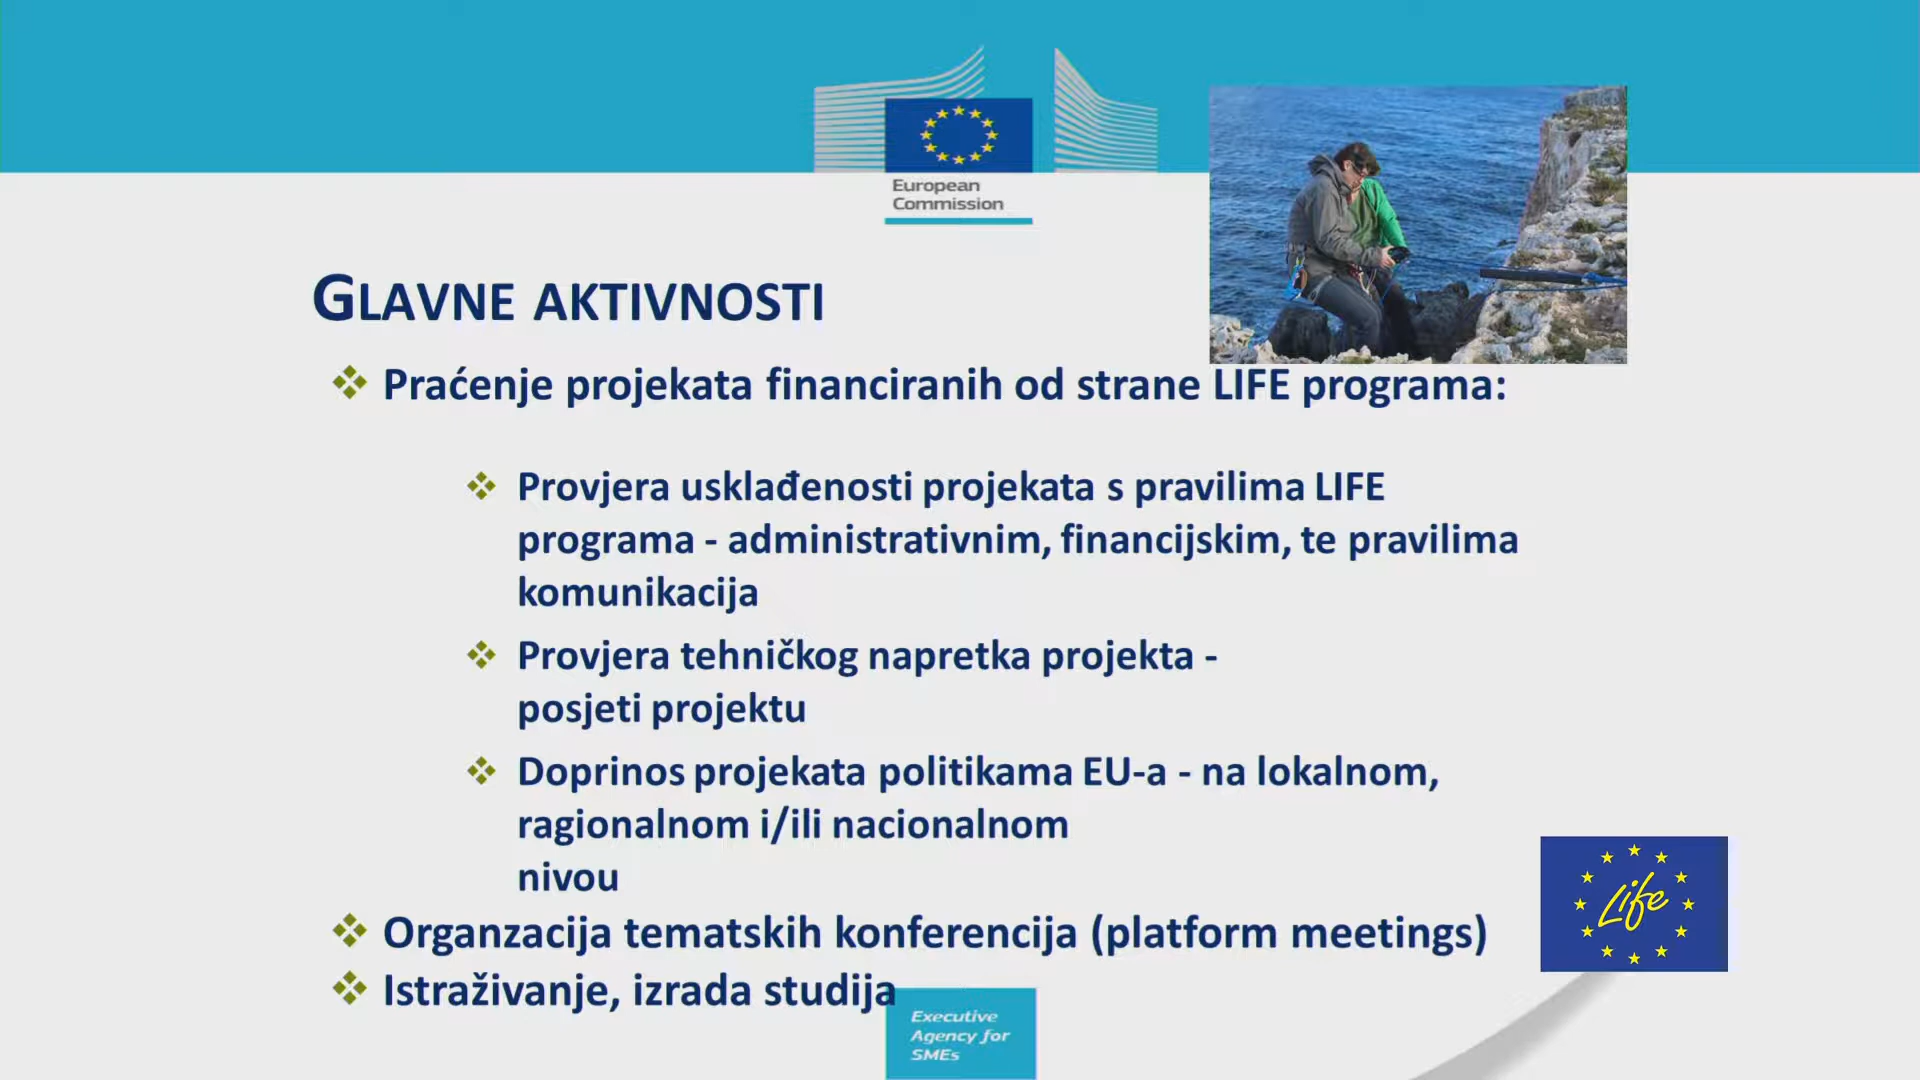 European
Commission
GLAVNE AKTIVNOSTI
Praćenje projekata financiranih od strane LIFE programa:
Provjera usklađenosti projekata s pravilima LIFE
programa - administrativnim, financijskim, te pravilima
komunikacija
Provjera tehničkog napretka projekta -
posjeti projektu
Doprinos projekata politikama EU-a - na lokalnom,
ragionalnom i/ili nacionalnom
nivou
Life
Organzacija tematskih konferencija (platform meetings)
Istraživanje, izrada studija
Executive
Agency for
SMEs